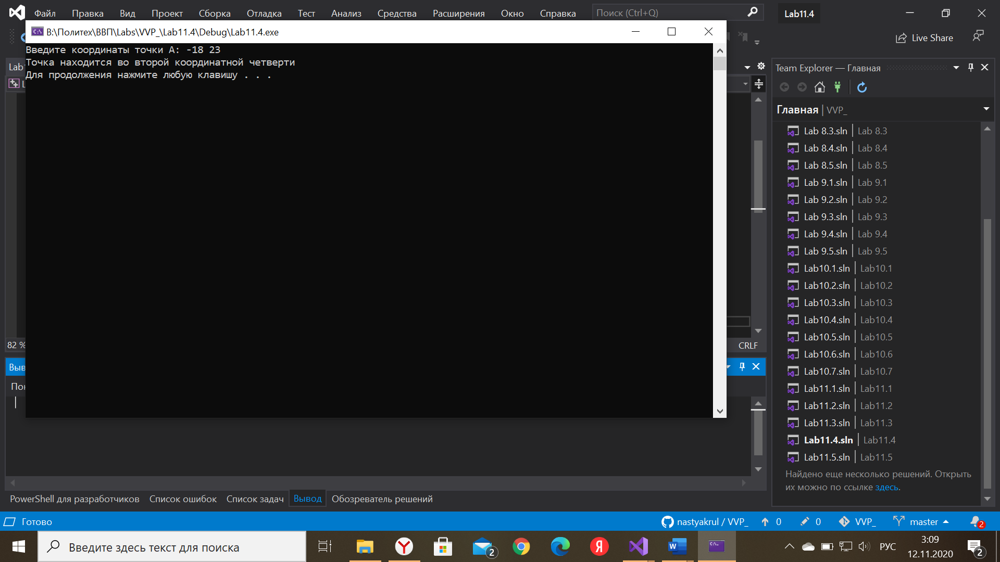 Файл Правка Вид Проект Сборка Отладка Тест Анализ Средства Расширения Окно Справка Поиск (Ctrl+Q) Lab11.4
B:\Политех\ВВП\Labs\VVP_\Lab11.4\Debug\Lab11.4.exe
Live Share
Введите координаты точки A: -18 23
Точка находится во второй координатной четверти
Для продолжения нажмите любую клавишу . . .
Lab
82 %
CRLF
Team Explorer — Главная
Главная | VVP_
Lab 8.3.sln | Lab 8.3
Lab 8.4.sln | Lab 8.4
Lab 8.5.sln | Lab 8.5
Lab 9.1.sln | Lab 9.1
Lab 9.2.sln | Lab 9.2
Lab 9.3.sln | Lab 9.3
Lab 9.4.sln | Lab 9.4
Lab 9.5.sln | Lab 9.5
Lab10.1.sln | Lab10.1
Lab10.2.sln | Lab10.2
Lab10.3.sln | Lab10.3
Lab10.4.sln | Lab10.4
Lab10.5.sln | Lab10.5
Lab10.6.sln | Lab10.6
Lab10.7.sln | Lab10.7
Lab11.1.sln | Lab11.1
Lab11.2.sln | Lab11.2
Lab11.3.sln | Lab11.3
Lab11.4.sln | Lab11.4
Lab11.5.sln | Lab11.5
Найдено еще несколько решений. Открыть
их можно по ссылке здесь.
PowerShell для разработчиков Список ошибок Список задач Вывод Обозреватель решений
Готово nastyakrul / VVP_ 0 0 VVP_ master 2
Введите здесь текст для поиска 2 РУС 3:09
12.11.2020 2